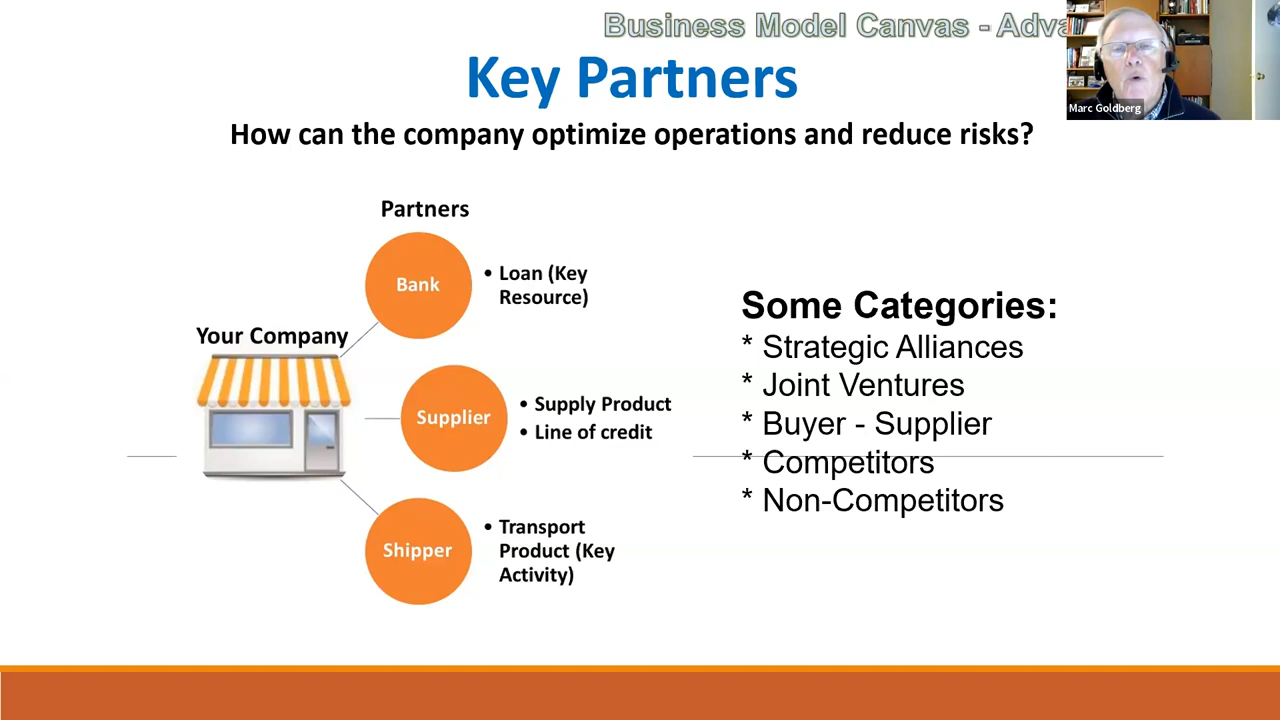 Business Model Canvas - Adva
Key Partners
Marc Goldberg
How can the company optimize operations and reduce risks?
Partners
Bank
• Loan (Key
Resource)
Your Company
Supplier
• Supply Product
• Line of credit
Shipper
• Transport
Product (Key
Activity)
Some Categories:
* Strategic Alliances
* Joint Ventures
* Buyer - Supplier
* Competitors
* Non-Competitors